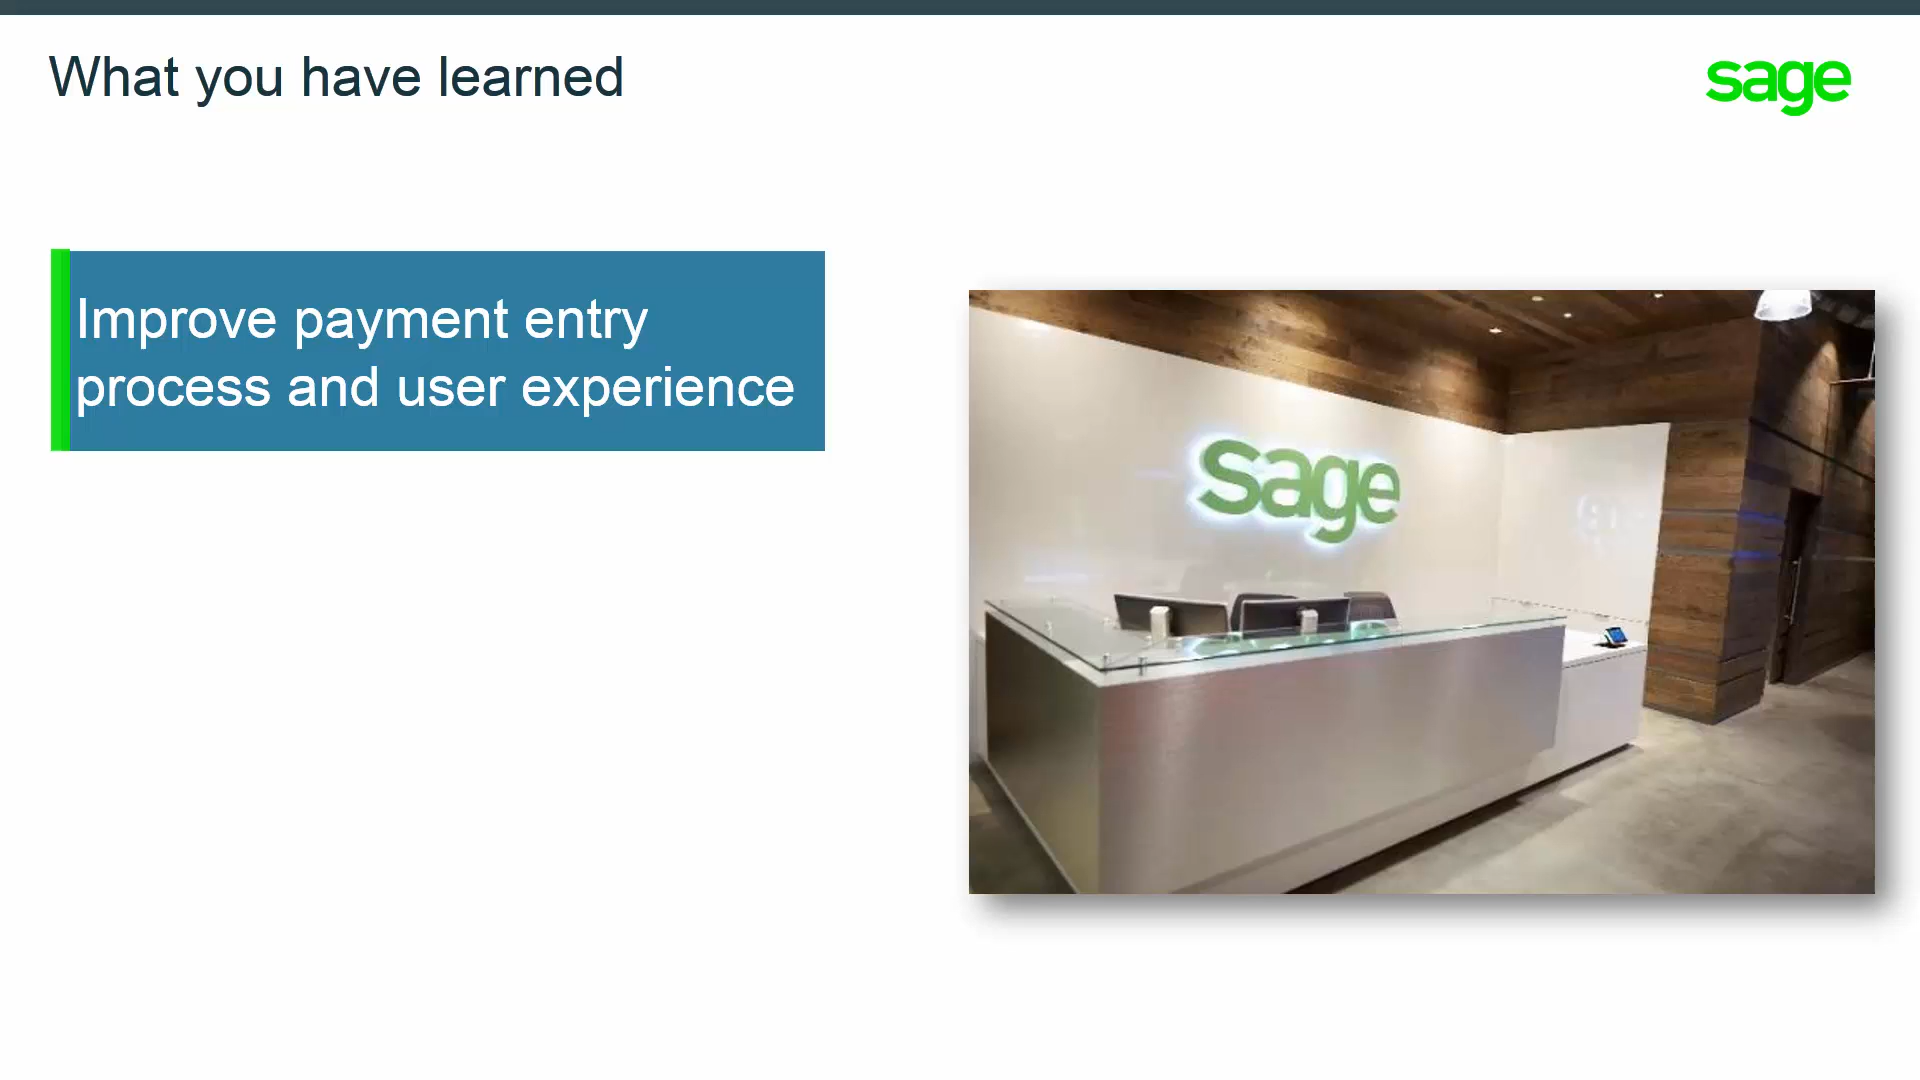 What you have learned
sage
Improve payment entry
process and user experience
sage